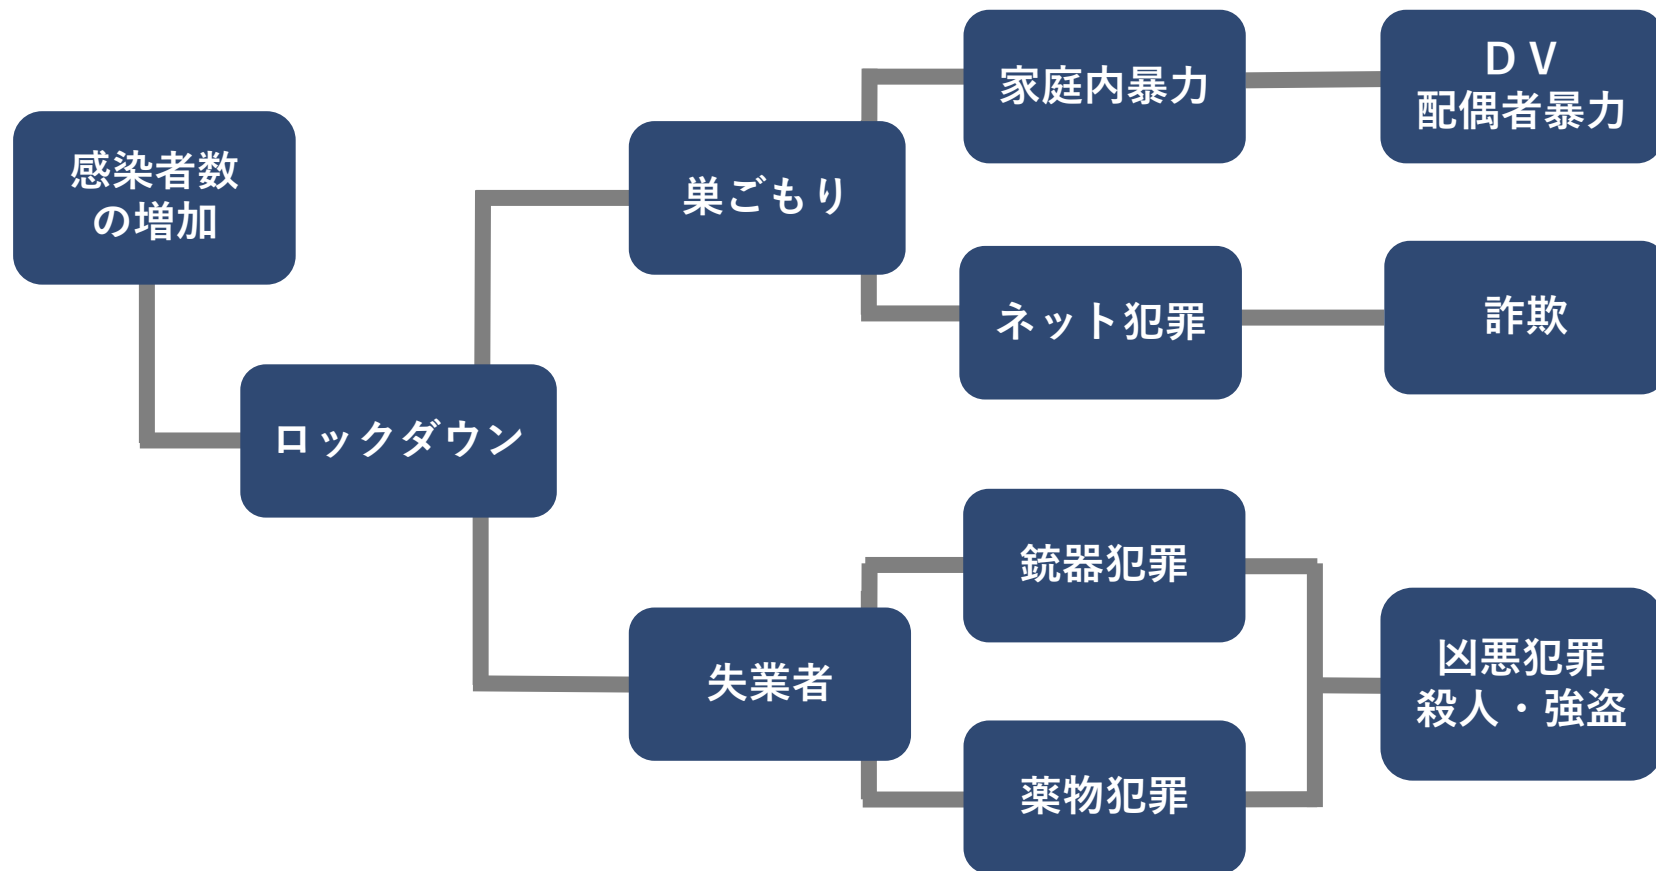 感染者数
の増加
ロックダウン
巣ごもり
失業者
家庭内暴力
ネット犯罪
銃器犯罪
薬物犯罪
ＤＶ
配偶者暴力
詐欺
凶悪犯罪
殺人・強盗